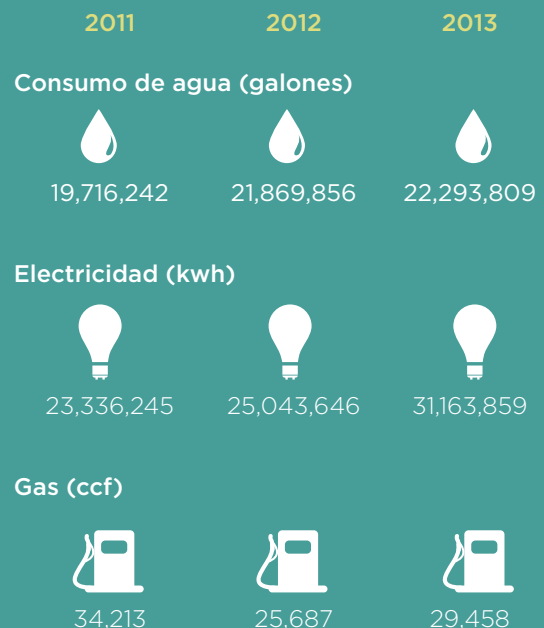 2011 2012 2013
Consumo de agua (galones)
19,716,242 21,869,856 22,293,809
Electricidad (kwh)
23,336,245 25,043,646 31,163,859
Gas (ccf)
34,213 25,687 29,458